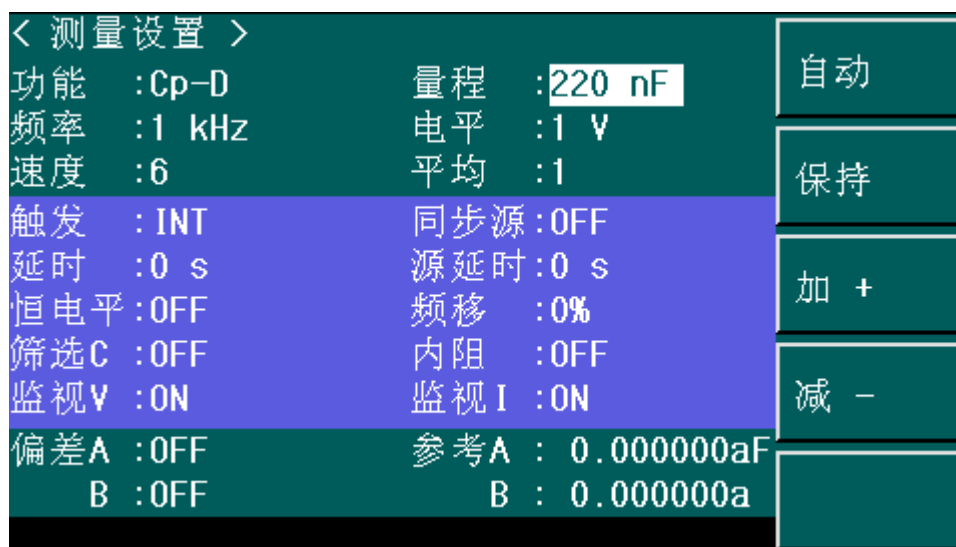 < 测量设置 >
功能 :Cp-D 量程 :220 nF
频率 :1 kHz 电平 :1 V
速度 :6 平均 :1
触发 :INT 同步源:OFF
延时 :0 s 源延时:0 s
恒电平:OFF 频移 :0%
筛选C :OFF 内阻 :OFF
监视V :ON 监视I :ON
偏差A :OFF 参考A : 0.000000aF
B :OFF B : 0.000000a
自动
保持
加 +
减 -